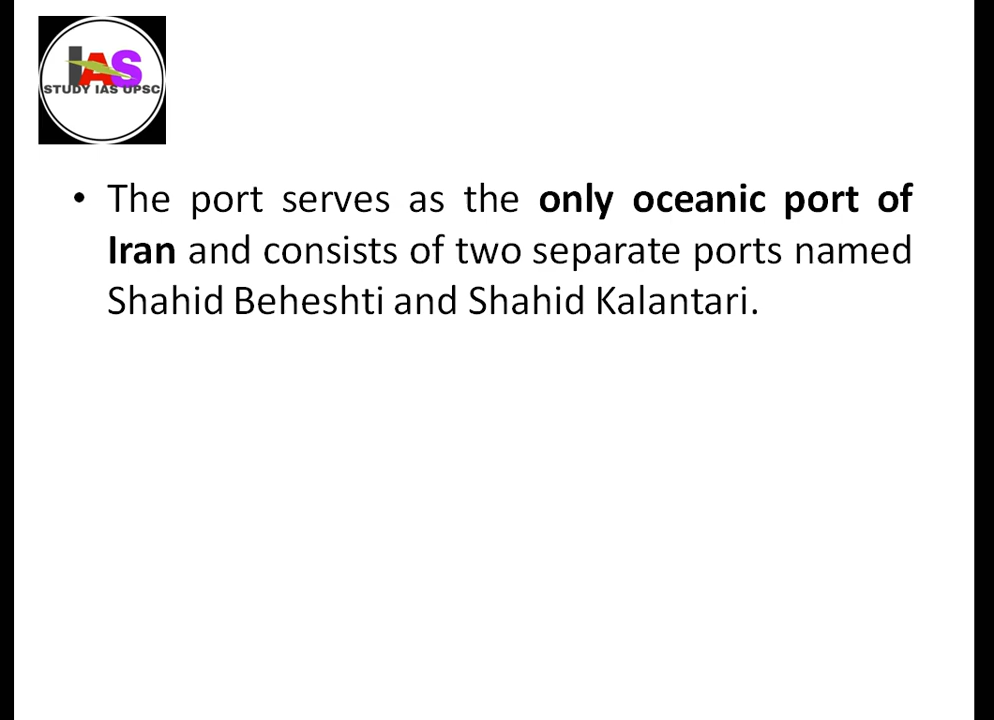 IAS
STUDY IAS UPSC
• The port serves as the only oceanic port of
Iran and consists of two separate ports named
Shahid Beheshti and Shahid Kalantari.